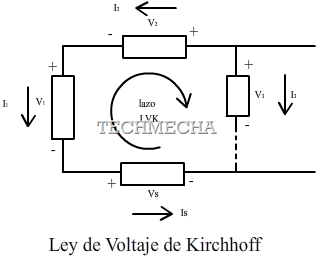 I2
V2
- +
+ +
I1 V1 V3 I3
lazo
LVK
TECHMECHA
- -
+ -
Vs
Is
Ley de Voltaje de Kirchhoff